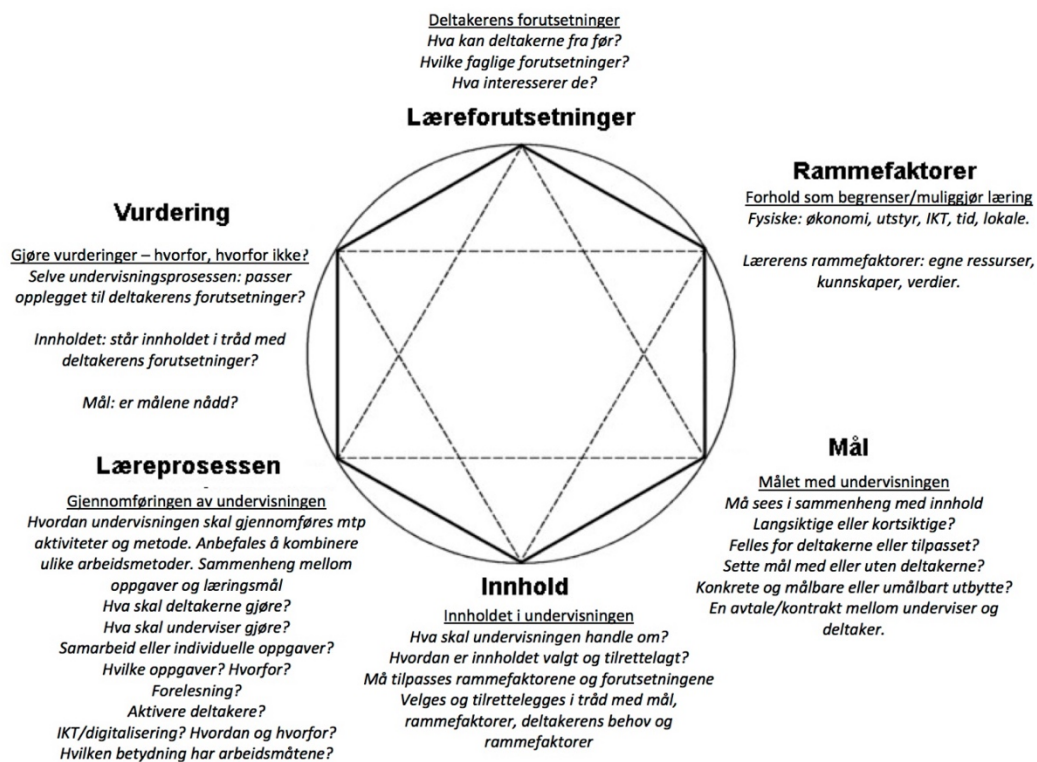 Deltakerens forutsetninger
Hva kan deltakerne fra før?
Hvilke faglige forutsetninger?
Hva interesserer de?
Læreforutsetninger
Rammefaktorer
Forhold som begrenser/muliggjør læring
Fysiske: økonomi, utstyr, IKT, tid, lokale.
Lærerens rammefaktorer: egne ressurser,
kunnskaper, verdier.
Vurdering
Gjøre vurderinger – hvorfor, hvorfor ikke?
Selve undervisningsprosessen: passer
opplegget til deltakerens forutsetninger?
Innholdet: står innholdet i tråd med
deltakerens forutsetninger?
Mål: er målene nådd?
Mål
Målet med undervisningen
Må sees i sammenheng med innhold
Langsiktige eller kortsiktige?
Felles for deltakerne eller tilpasset?
Sette mål med eller uten deltakerne?
Konkrete og målbare eller umålbart utbytte?
En avtale/kontrakt mellom underviser og
deltaker.
Læreprosessen
Gjennomføringen av undervisningen
Hvordan undervisningen skal gjennomføres mtp
aktiviteter og metode. Anbefales å kombinere
ulike arbeidsmetoder. Sammenheng mellom
oppgaver og læringsmål
Hva skal deltakerne gjøre?
Hva skal underviser gjøre?
Samarbeid eller individuelle oppgaver?
Hvilke oppgaver? Hvorfor?
Forelesning?
Aktivere deltakere?
IKT/digitalisering? Hvordan og hvorfor?
Hvilken betydning har arbeidsmåtene?
Innhold
Innholdet i undervisningen
Hva skal undervisningen handle om?
Hvordan er innholdet valgt og tilrettelagt?
Må tilpasses rammefaktorene og forutsetningene
Velges og tilrettelegges i tråd med mål,
rammefaktorer, deltakerens behov og
rammefaktorer